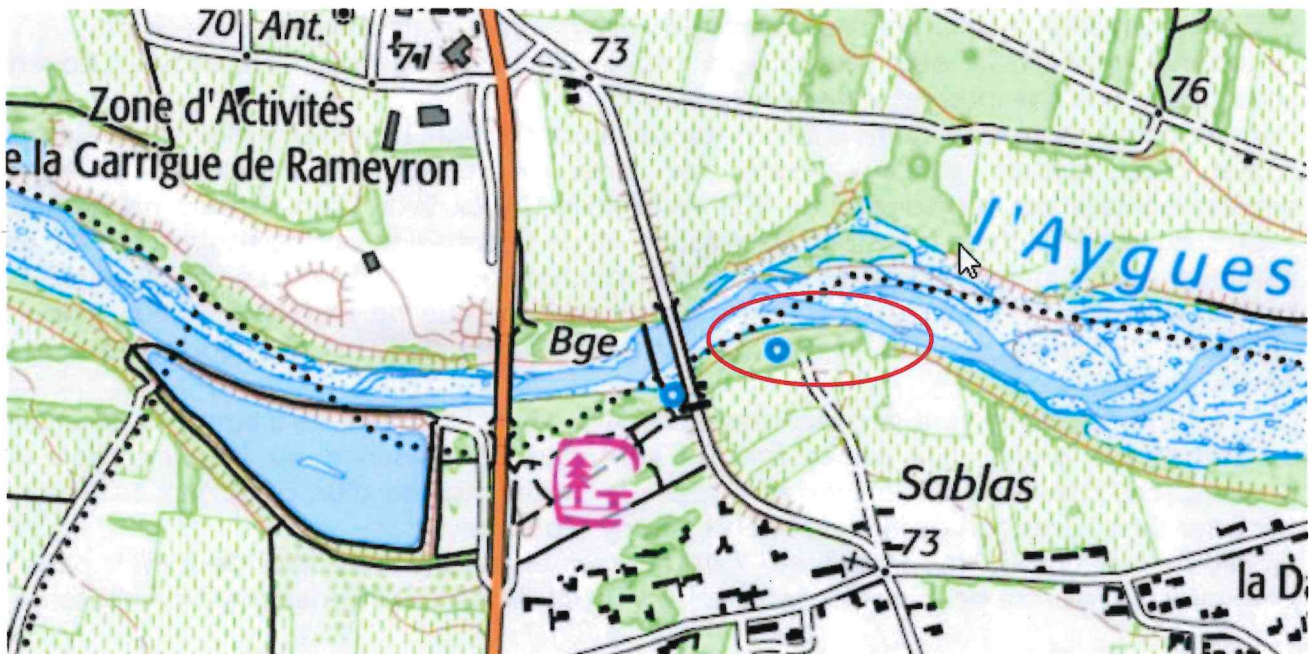 70 Ant.
71
73
76
Zone d'Activités
e la Garrigue de Rameyron
l'Aygues
Bge
Sablas
73
la D